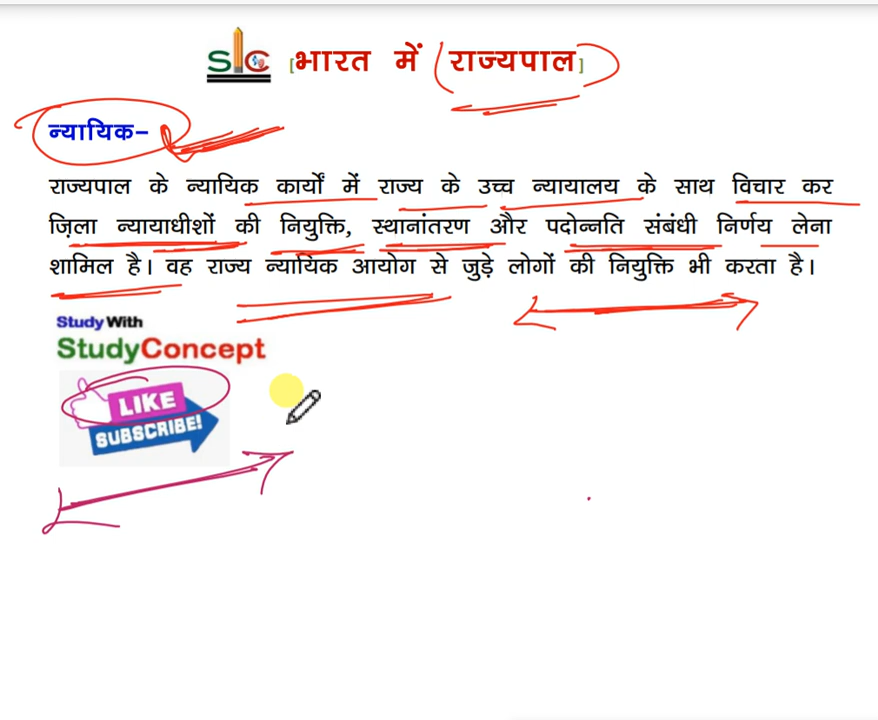 SC [भारत में (राज्यपाल]
न्यायिक–
राज्यपाल के न्यायिक कार्यों में राज्य के उच्च न्यायालय के साथ विचार कर
ज़िला न्यायाधीशों की नियुक्ति, स्थानांतरण और पदोन्नति संबंधी निर्णय लेना
शामिल है। वह राज्य न्यायिक आयोग से जुड़े लोगों की नियुक्ति भी करता है।
Study With
StudyConcept
LIKE
SUBSCRIBE!